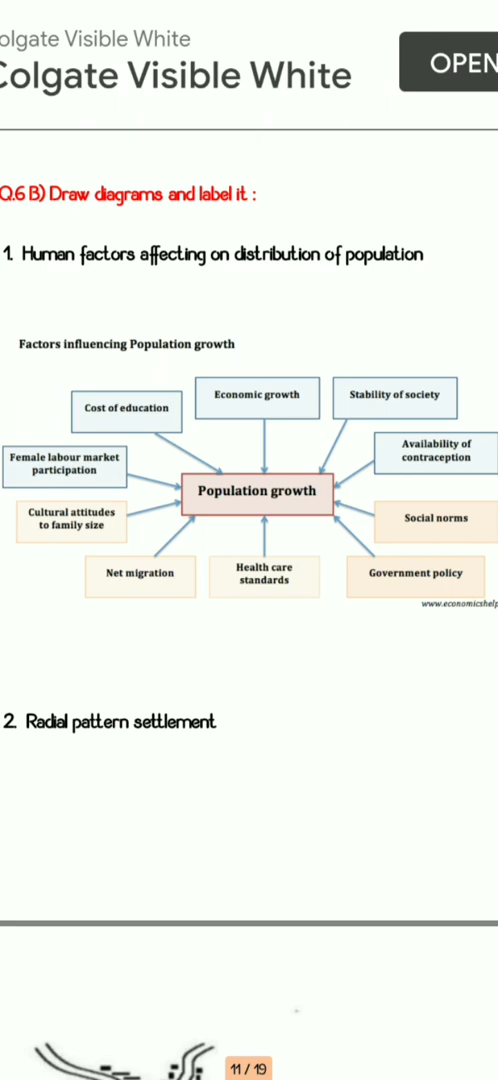 olgate Visible White
Colgate Visible White
OPEN
Q.6 B) Draw diagrams and label it :
1. Human factors affecting on distribution of population
Factors influencing Population growth
Economic growth
Stability of society
Cost of education
Availability of
contraception
Female labour market
participation
Population growth
Cultural attitudes
to family size
Social norms
Net migration
Health care
standards
Government policy
www.economicshelp
2. Radial pattern settlement
11 / 19